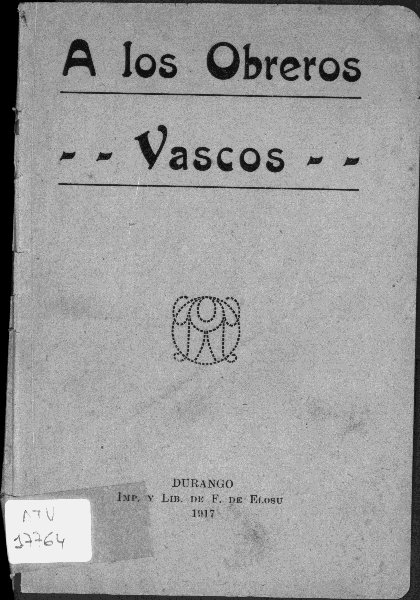 A los Obreros
- - Vascos - -
DURANGO
IMP. Y LIB. DE F. DE ELOSU
1917
ATV
17764